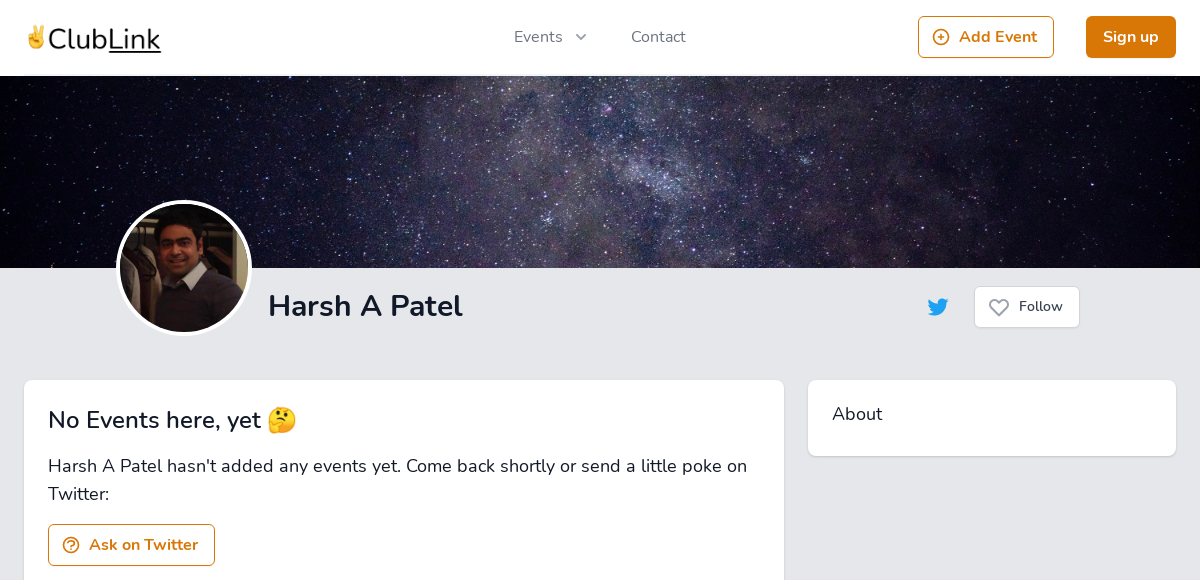 ✌ClubLink
Events
Contact
Add Event
Sign up
Harsh A Patel
Follow
No Events here, yet 🤔
Harsh A Patel hasn't added any events yet. Come back shortly or send a little poke on
Twitter:
Ask on Twitter
About